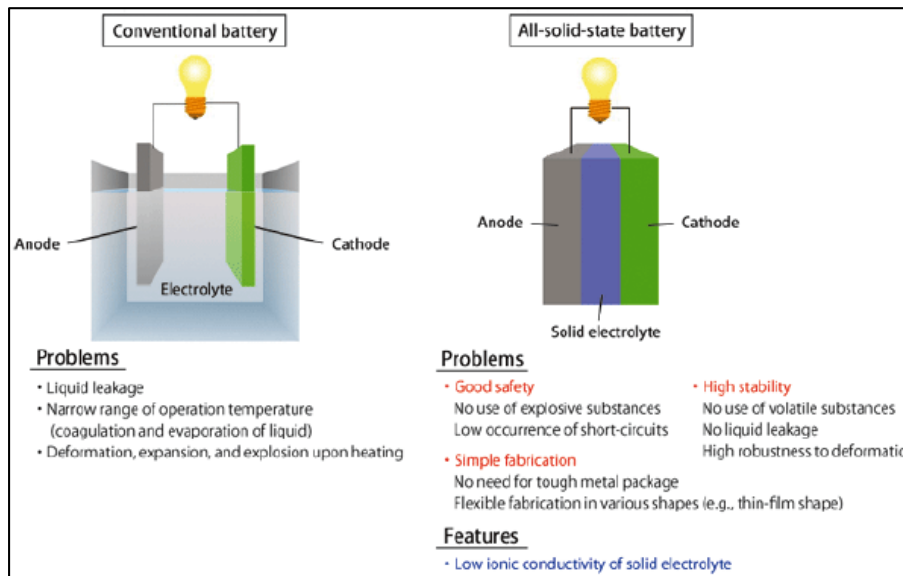 Conventional battery
All-solid-state battery
Anode
Cathode
Electrolyte
Anode
Cathode
Solid electrolyte
Problems
• Liquid leakage
• Narrow range of operation temperature
(coagulation and evaporation of liquid)
• Deformation, expansion, and explosion upon heating
Problems
• Good safety
No use of explosive substances
Low occurrence of short-circuits
• Simple fabrication
No need for tough metal package
Flexible fabrication in various shapes (e.g., thin-film shape)
• High stability
No use of volatile substances
No liquid leakage
High robustness to deformatic
Features
• Low ionic conductivity of solid electrolyte